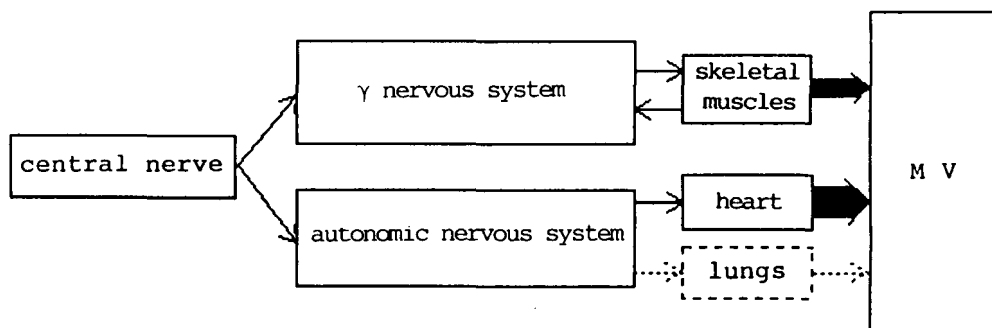 central nerve
γ nervous system
autonomic nervous system
skeletal
muscles
heart
lungs
M V